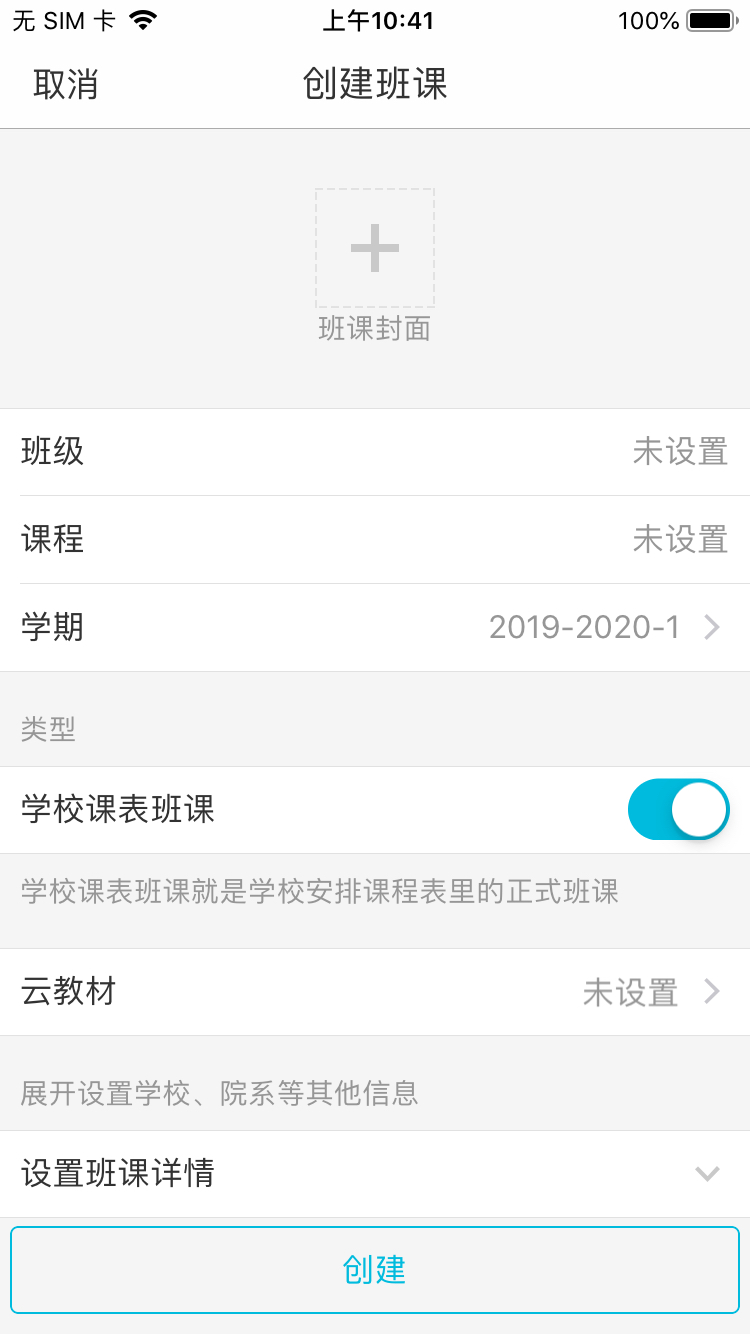 无 SIM 卡 上午10:41 100%
取消 创建班课
班课封面
班级 未设置
课程 未设置
学期 2019-2020-1
类型
学校课表班课
学校课表班课就是学校安排课程表里的正式班课
云教材 未设置
展开设置学校、院系等其他信息
设置班课详情
创建